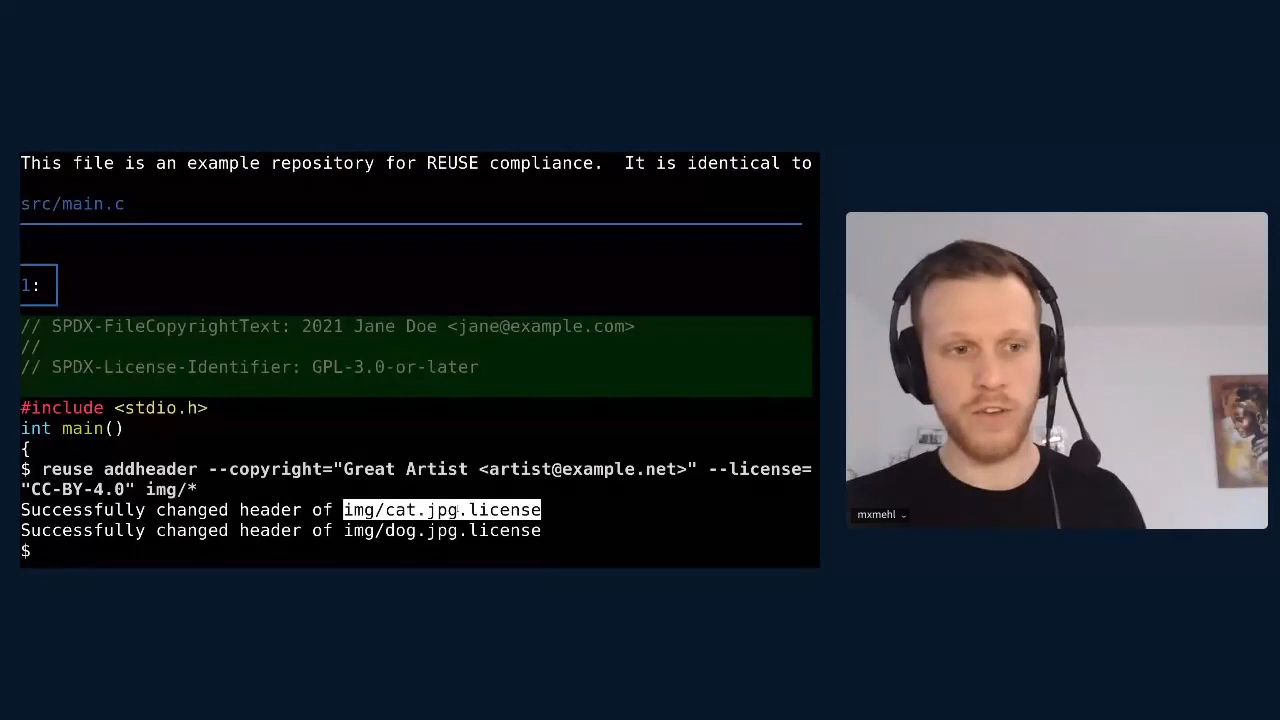 This file is an example repository for REUSE compliance.  It is identical to
src/main.c
1:
// SPDX-FileCopyrightText: 2021 Jane Doe <jane@example.com>
//
// SPDX-License-Identifier: GPL-3.0-or-later
#include <stdio.h>
int main()
{
$ reuse addheader --copyright="Great Artist <artist@example.net>" --license=
"CC-BY-4.0" img/*
Successfully changed header of img/cat.jpg.license
Successfully changed header of img/dog.jpg.license
$
mxmehl